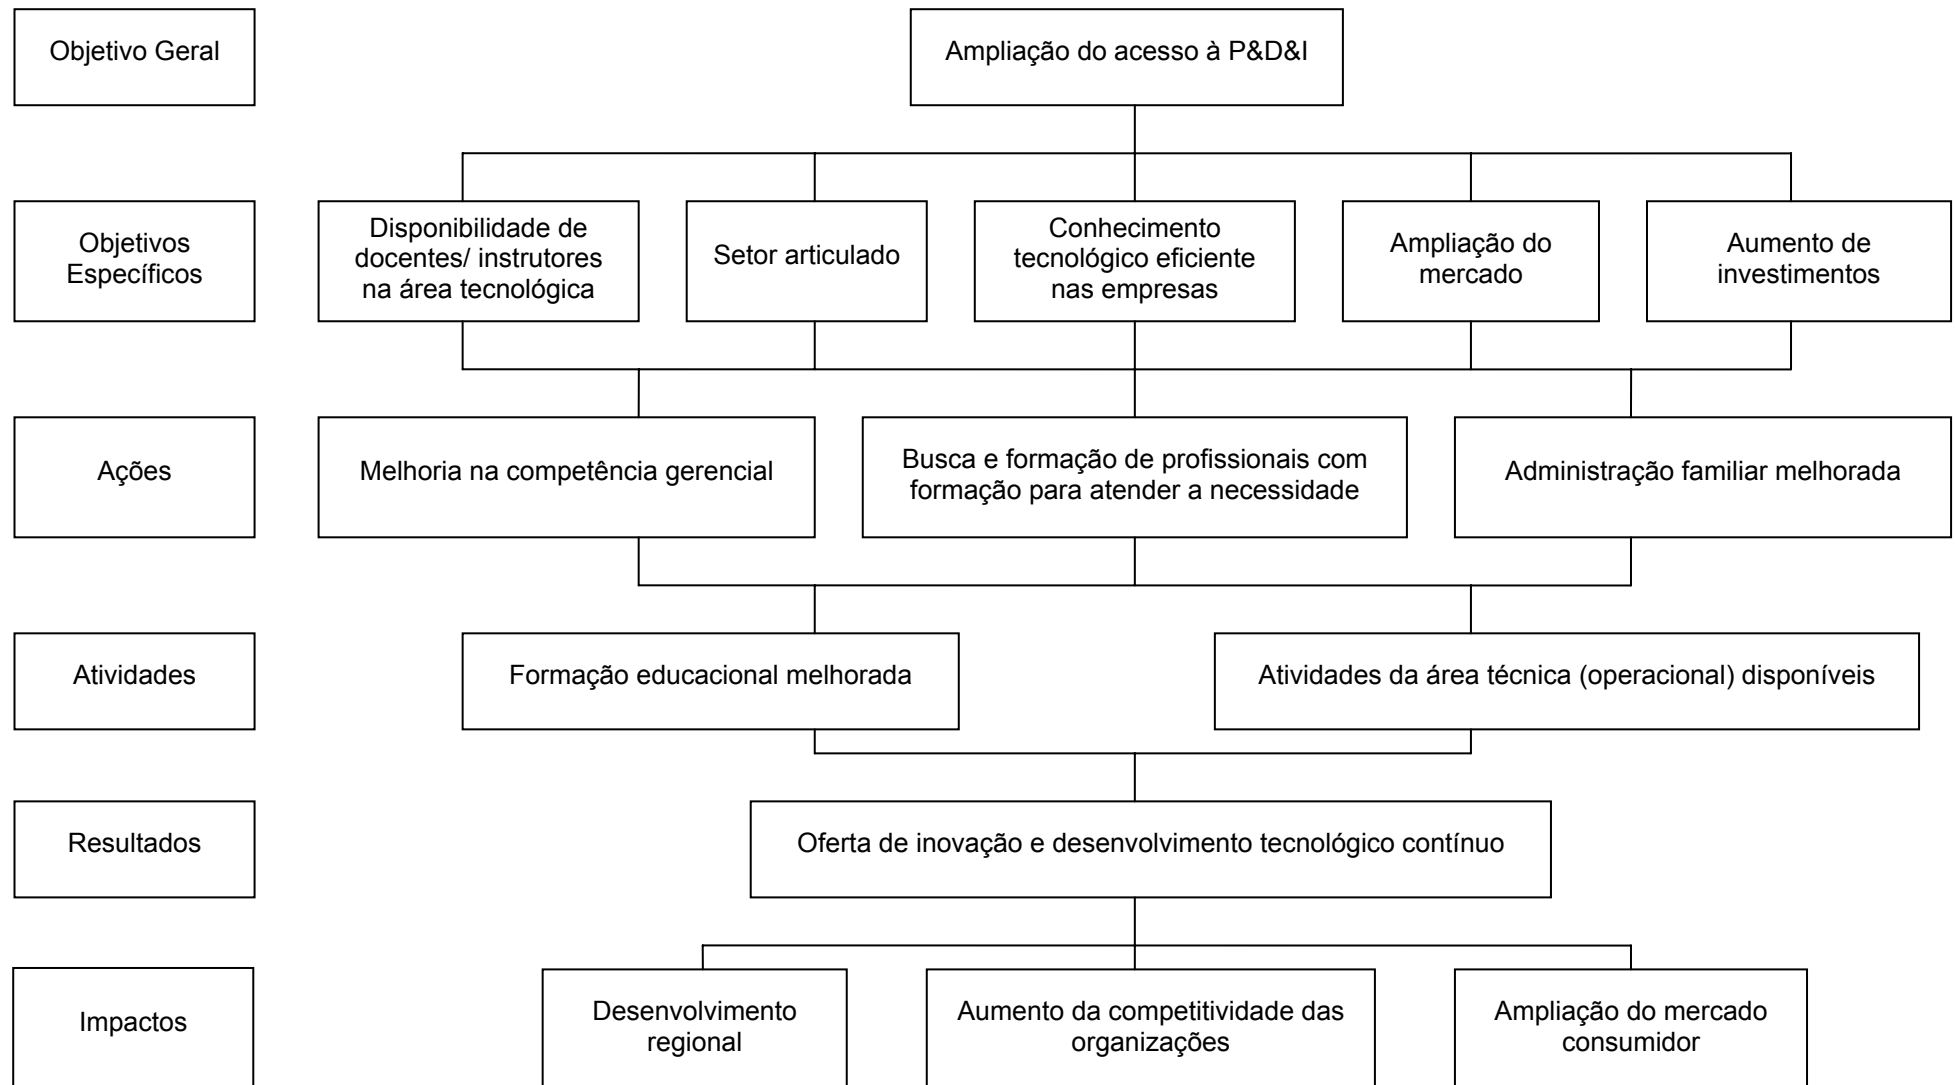 Objetivo Geral
Ampliação do acesso à P&D&I
Objetivos
Específicos
Disponibilidade de
docentes/ instrutores
na área tecnológica
Setor articulado
Conhecimento
tecnológico eficiente
nas empresas
Ampliação do
mercado
Aumento de
investimentos
Ações
Melhoria na competência gerencial
Busca e formação de profissionais com
formação para atender a necessidade
Administração familiar melhorada
Atividades
Formação educacional melhorada
Atividades da área técnica (operacional) disponíveis
Resultados
Oferta de inovação e desenvolvimento tecnológico contínuo
Impactos
Desenvolvimento
regional
Aumento da competitividade das
organizações
Ampliação do mercado
consumidor